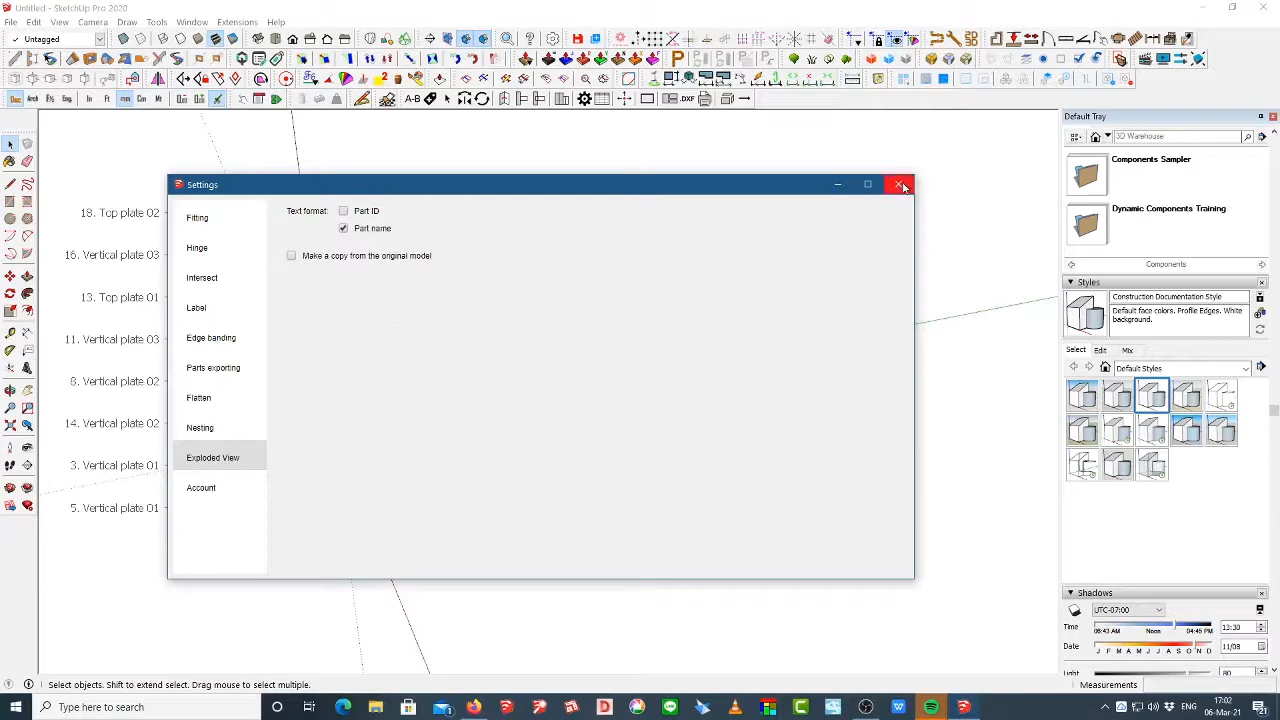 Untitled - SketchUp Pro 2020
File Edit View Camera Draw Tools Window Extensions Help
Untagged
A-B
.DXF
Default Tray
3D Warehouse
Components Sampler
Dynamic Components Training
Components
Styles
Construction Documentation Style
Default face colors. Profile Edges. White background.
Select Edit Mix
Default Styles
Shadows
UTC-07:00
Time
06:43 AM Noon 04:45 PM
13:30
Date
J F M A M J J A S O N D
11/08
Light
80
18. Top plate 02
16. Vertical plate 03
13. Top plate 01
11. Vertical plate 03
8. Vertical plate 02
14. Vertical plate 02
3. Vertical plate 01
5. Vertical plate 01
Settings
Fitting
Hinge
Intersect
Label
Edge banding
Parts exporting
Flatten
Nesting
Exploded View
Account
Text format: Part ID
Part name
Make a copy from the original model
Select objects. Shift to extend select. Drag mouse to select multiple.
Measurements
Type here to search
17:02
06-Mar-21